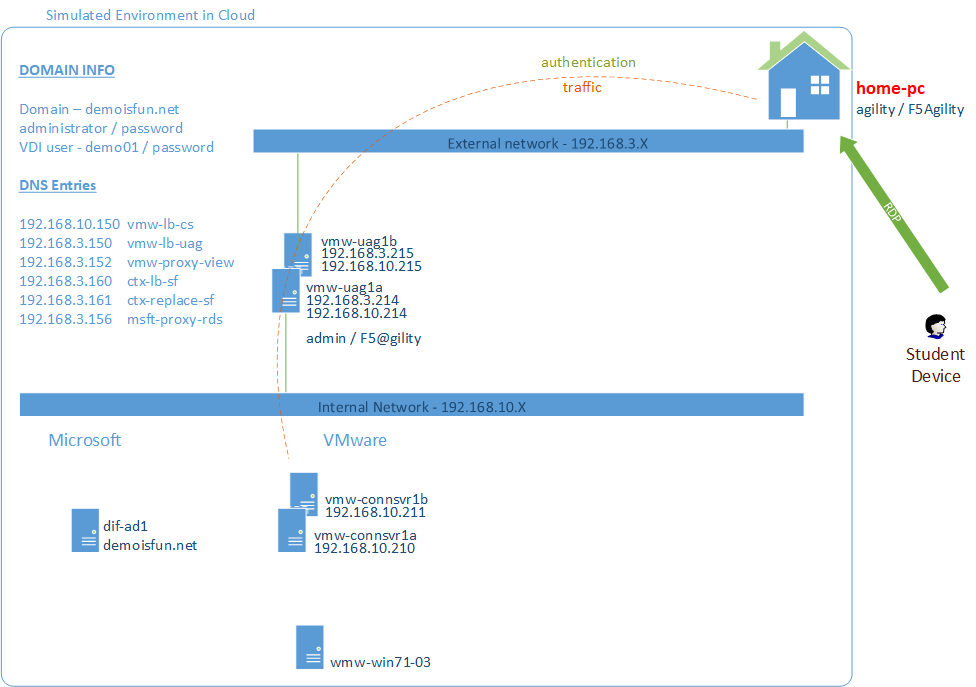 Simulated Environment in Cloud
DOMAIN INFO
Domain – demoisfun.net
administrator / password
VDI user - demo01 / password
DNS Entries
192.168.10.150 vmw-lb-cs
192.168.3.150 vmw-lb-uag
192.168.3.152 vmw-proxy-view
192.168.3.160 ctx-lb-sf
192.168.3.161 ctx-replace-sf
192.168.3.156 msft-proxy-rds
authentication
traffic
home-pc
agility / F5Agility
External network - 192.168.3.X
RDP
vmw-uag1b
192.168.3.215
192.168.10.215
vmw-uag1a
192.168.3.214
192.168.10.214
admin / F5@gility
Student
Device
Internal Network - 192.168.10.X
Microsoft
VMware
vmw-connsvr1b
192.168.10.211
dif-ad1
demoisfun.net
vmw-connsvr1a
192.168.10.210
wmw-win71-03